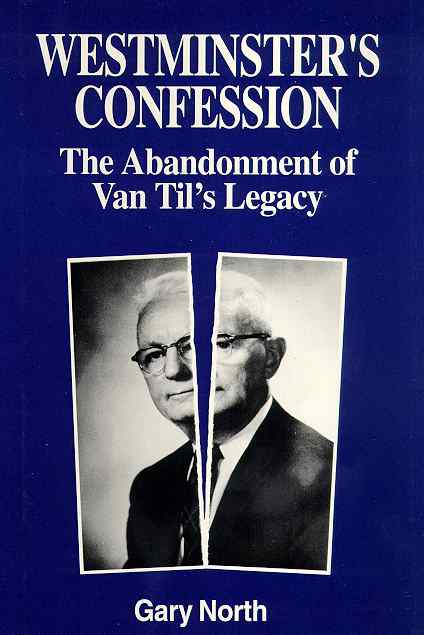 WESTMINSTER'S
CONFESSION
The Abandonment of
Van Til's Legacy
Gary North